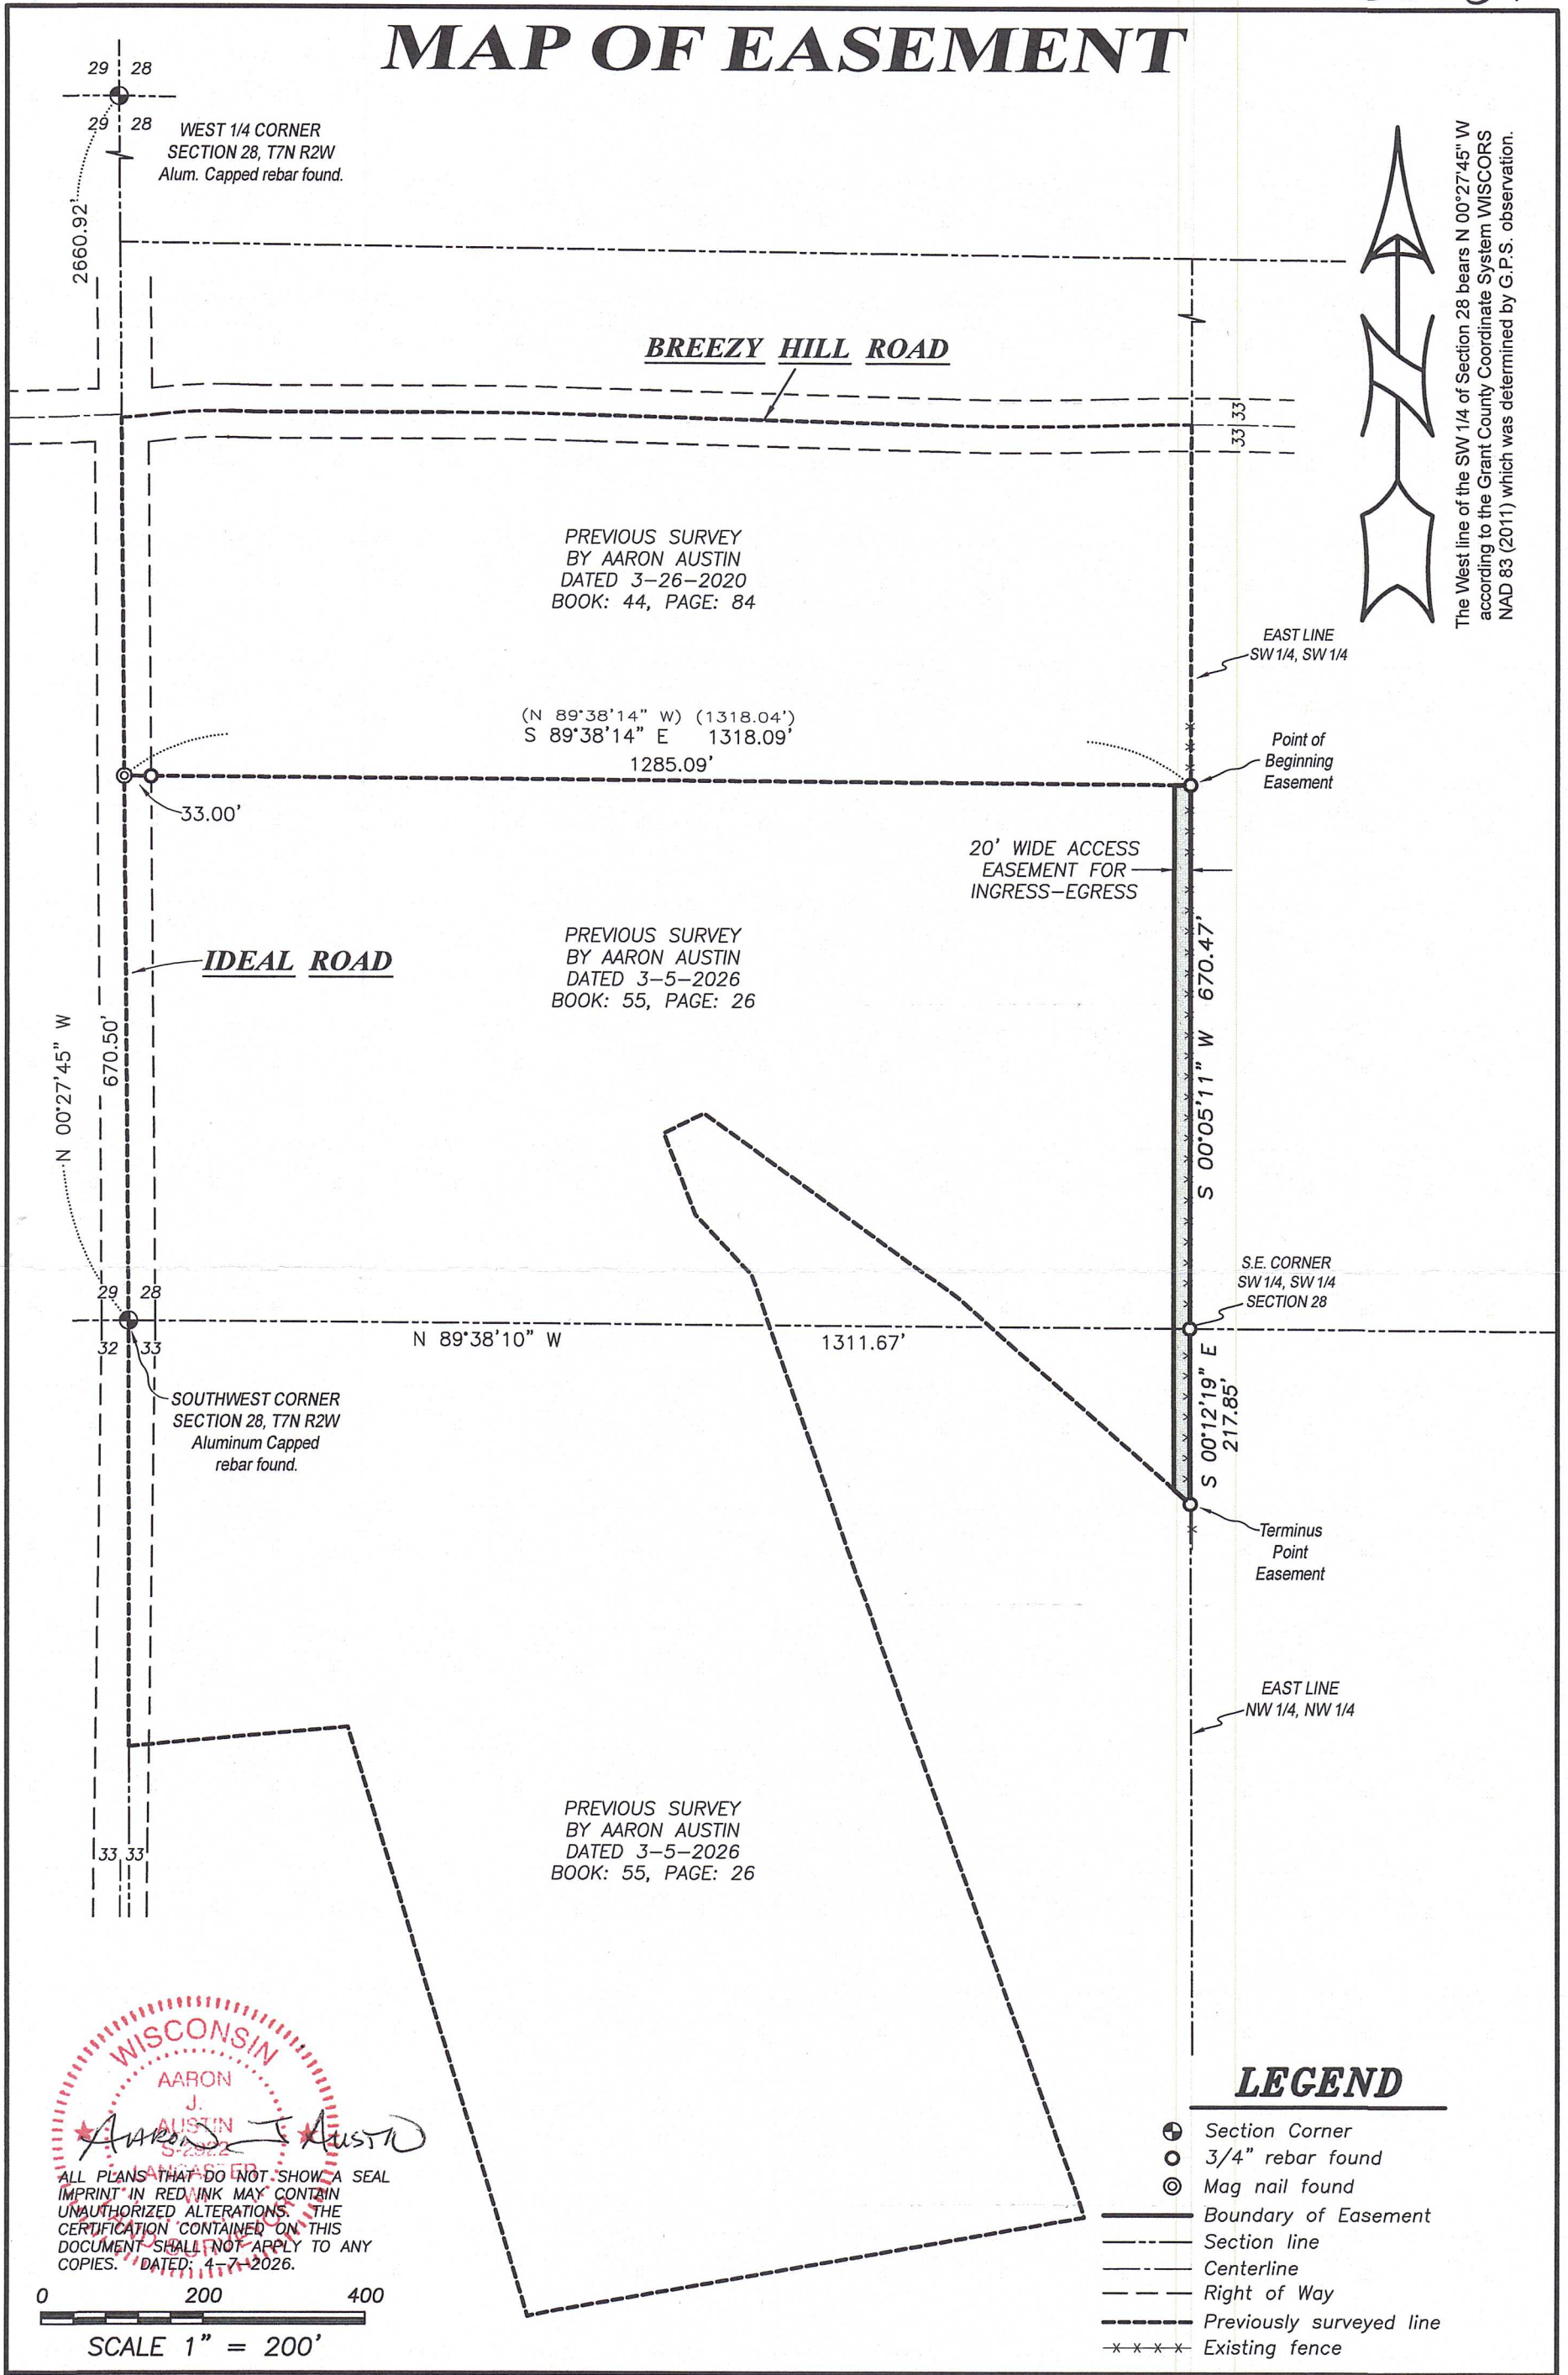 MAP OF EASEMENT
29 28
29 28
WEST 1/4 CORNER
SECTION 28, T7N R2W
Alum. Capped rebar found.
2660.92'
The West line of the SW 1/4 of Section 28 bears N 00°27'45" W
according to the Grant County Coordinate System WISCORS
NAD 83 (2011) which was determined by G.P.S. observation.
BREEZY HILL ROAD
33
33
PREVIOUS SURVEY
BY AARON AUSTIN
DATED 3-26-2020
BOOK: 44, PAGE: 84
EAST LINE
SW 1/4, SW 1/4
(N 89°38'14" W) (1318.04')
S 89°38'14" E 1318.09'
1285.09'
33.00'
Point of
Beginning
Easement
20' WIDE ACCESS
EASEMENT FOR
INGRESS-EGRESS
PREVIOUS SURVEY
BY AARON AUSTIN
DATED 3-5-2026
BOOK: 55, PAGE: 26
IDEAL ROAD
N 00°27'45" W
670.50'
S 00°05'11" W 670.47'
S.E. CORNER
SW 1/4, SW 1/4
SECTION 28
29 28
32 33
N 89°38'10" W 1311.67'
S 00°12'19" E
217.85'
SOUTHWEST CORNER
SECTION 28, T7N R2W
Aluminum Capped
rebar found.
Terminus
Point
Easement
EAST LINE
NW 1/4, NW 1/4
PREVIOUS SURVEY
BY AARON AUSTIN
DATED 3-5-2026
BOOK: 55, PAGE: 26
33 33
WISCONSIN
AARON
J.
AUSTIN
S-2922
LANCASTER
WI
LAND SURVEYOR
Aaron J Austin
ALL PLANS THAT DO NOT SHOW A SEAL
IMPRINT IN RED INK MAY CONTAIN
UNAUTHORIZED ALTERATIONS. THE
CERTIFICATION CONTAINED ON THIS
DOCUMENT SHALL NOT APPLY TO ANY
COPIES. DATED: 4-7-2026.
0 200 400
SCALE 1" = 200'
LEGEND
Section Corner
3/4" rebar found
Mag nail found
Boundary of Easement
Section line
Centerline
Right of Way
Previously surveyed line
Existing fence